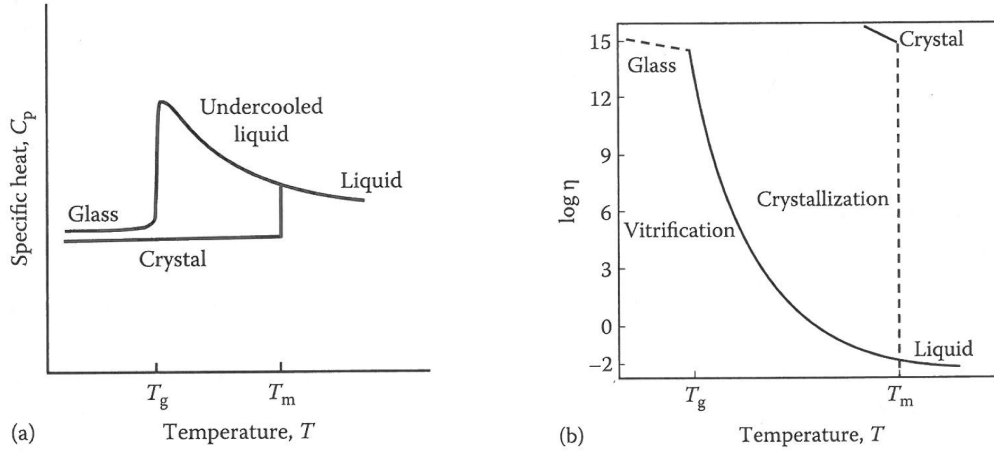 Specific heat, Cp
Undercooled
liquid
Liquid
Glass
Crystal
Tg
Tm
(a)
Temperature, T
log η
15
12
9
6
3
0
−2
Glass
Crystal
Crystallization
Vitrification
Liquid
Tg
Tm
(b)
Temperature, T